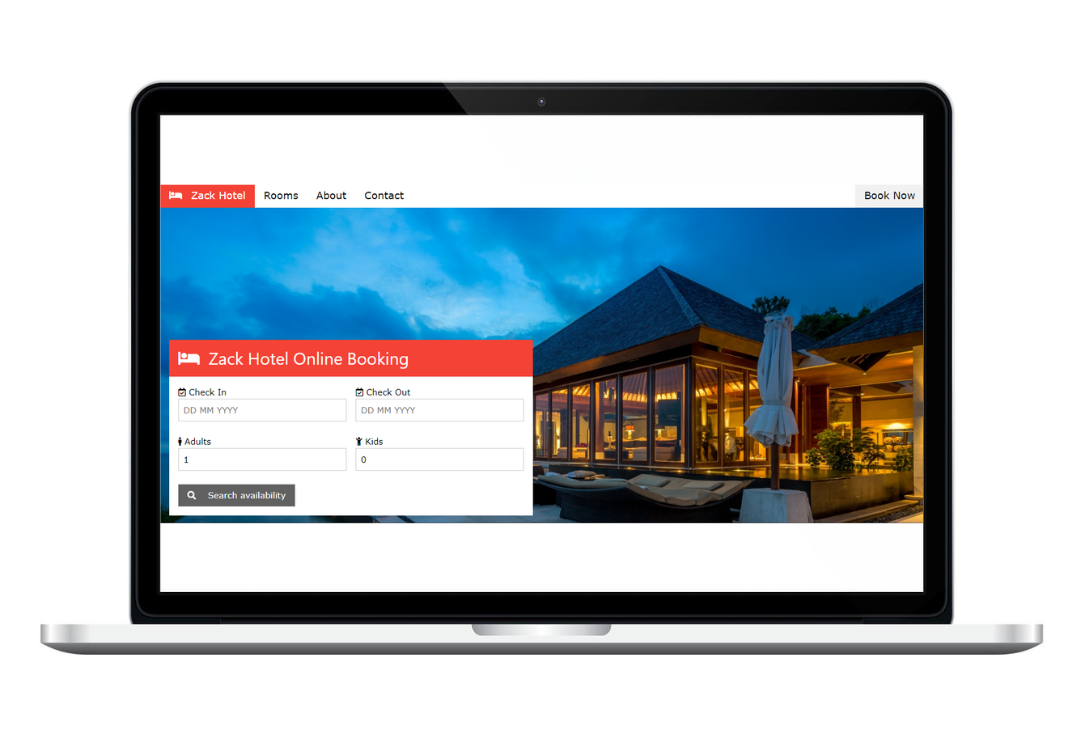 Zack Hotel Rooms About Contact Book Now
Zack Hotel Online Booking
Check In Check Out
DD MM YYYY DD MM YYYY
Adults Kids
1 0
Search availability